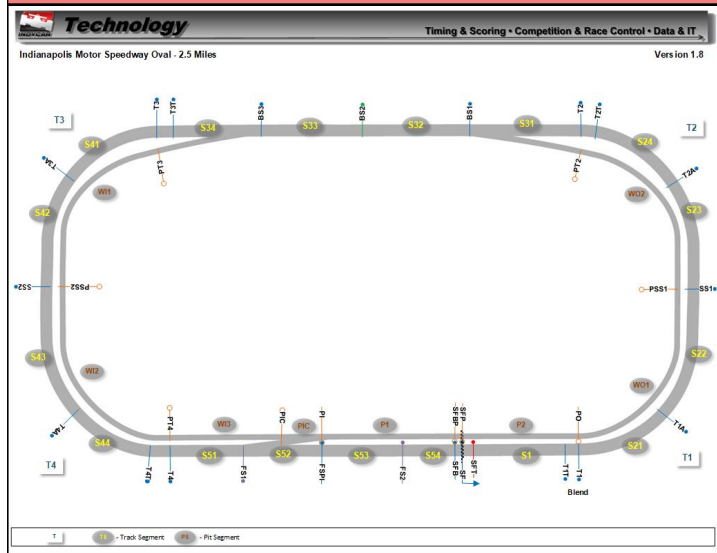 INDYCAR Technology
Timing & Scoring • Competition & Race Control • Data & IT
Indianapolis Motor Speedway Oval - 2.5 Miles
Version 1.8
T3
T3
T3T
S34
BS3
S33
BS2
S32
BS1
S31
T2
T2T
T2
S41
S24
PT3
PT2
T3A
WI1
WO2
T2A
S42
S23
SS2
PSS2
PSS1
SS1
S43
S22
WI2
WO1
T4A
T1A
PT4
WI3
PIC
PIC
PI
P1
SFBP
SFP
P2
PO
S44
S21
T4
T4T
T4
S51
FS1
S52
FSPI
S53
FS2
S54
SFB
SF
SFT
S1
T1T
T1
T1
Blend
T
T# - Track Segment
P# - Pit Segment